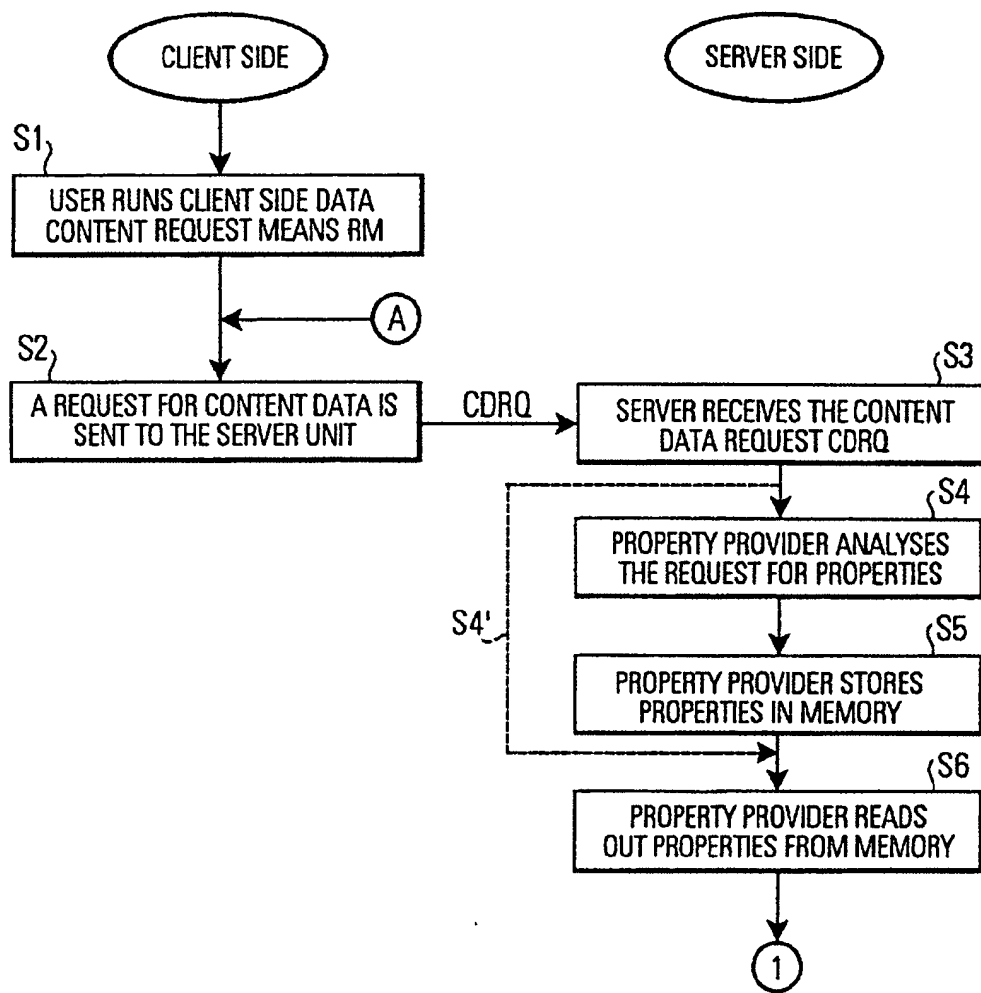 CLIENT SIDE
SERVER SIDE
S1
USER RUNS CLIENT SIDE DATA
CONTENT REQUEST MEANS RM
A
S2
A REQUEST FOR CONTENT DATA IS
SENT TO THE SERVER UNIT
CDRQ
S3
SERVER RECEIVES THE CONTENT
DATA REQUEST CDRQ
S4
PROPERTY PROVIDER ANALYSES
THE REQUEST FOR PROPERTIES
S4'
S5
PROPERTY PROVIDER STORES
PROPERTIES IN MEMORY
S6
PROPERTY PROVIDER READS
OUT PROPERTIES FROM MEMORY
1